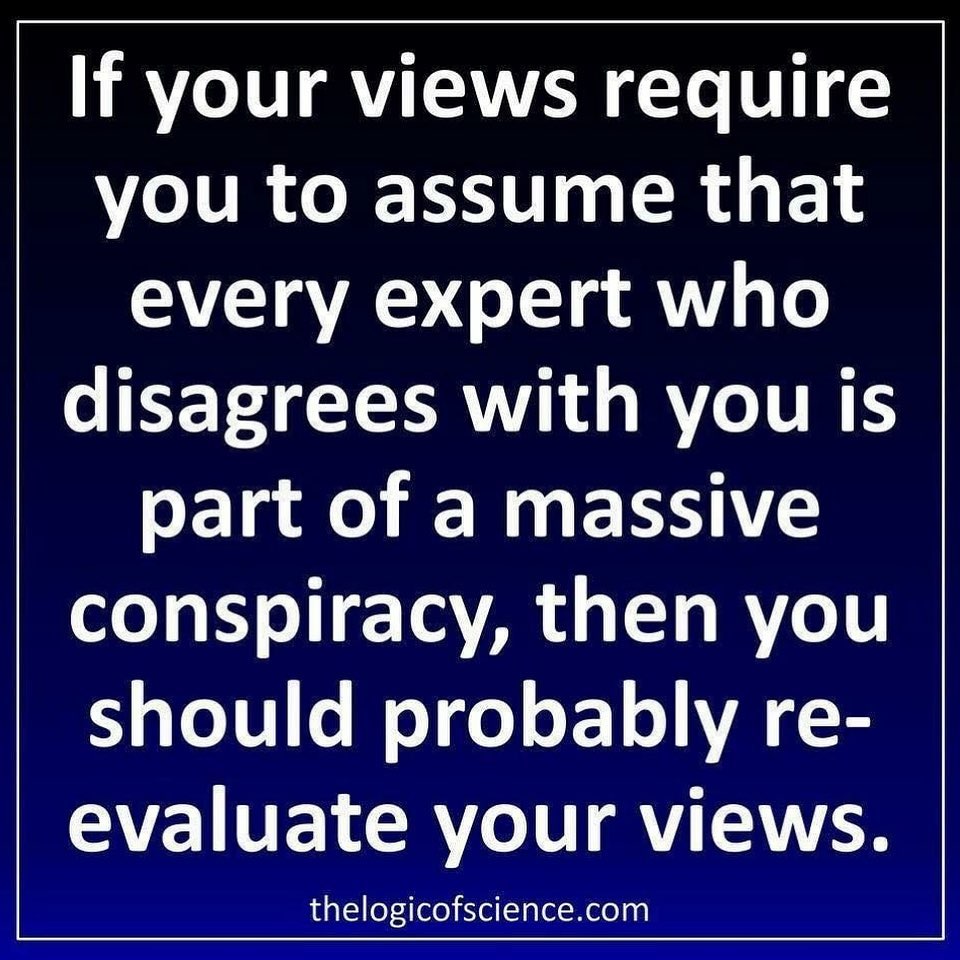 If your views require
you to assume that
every expert who
disagrees with you is
part of a massive
conspiracy, then you
should probably re-
evaluate your views.
thelogicofscience.com